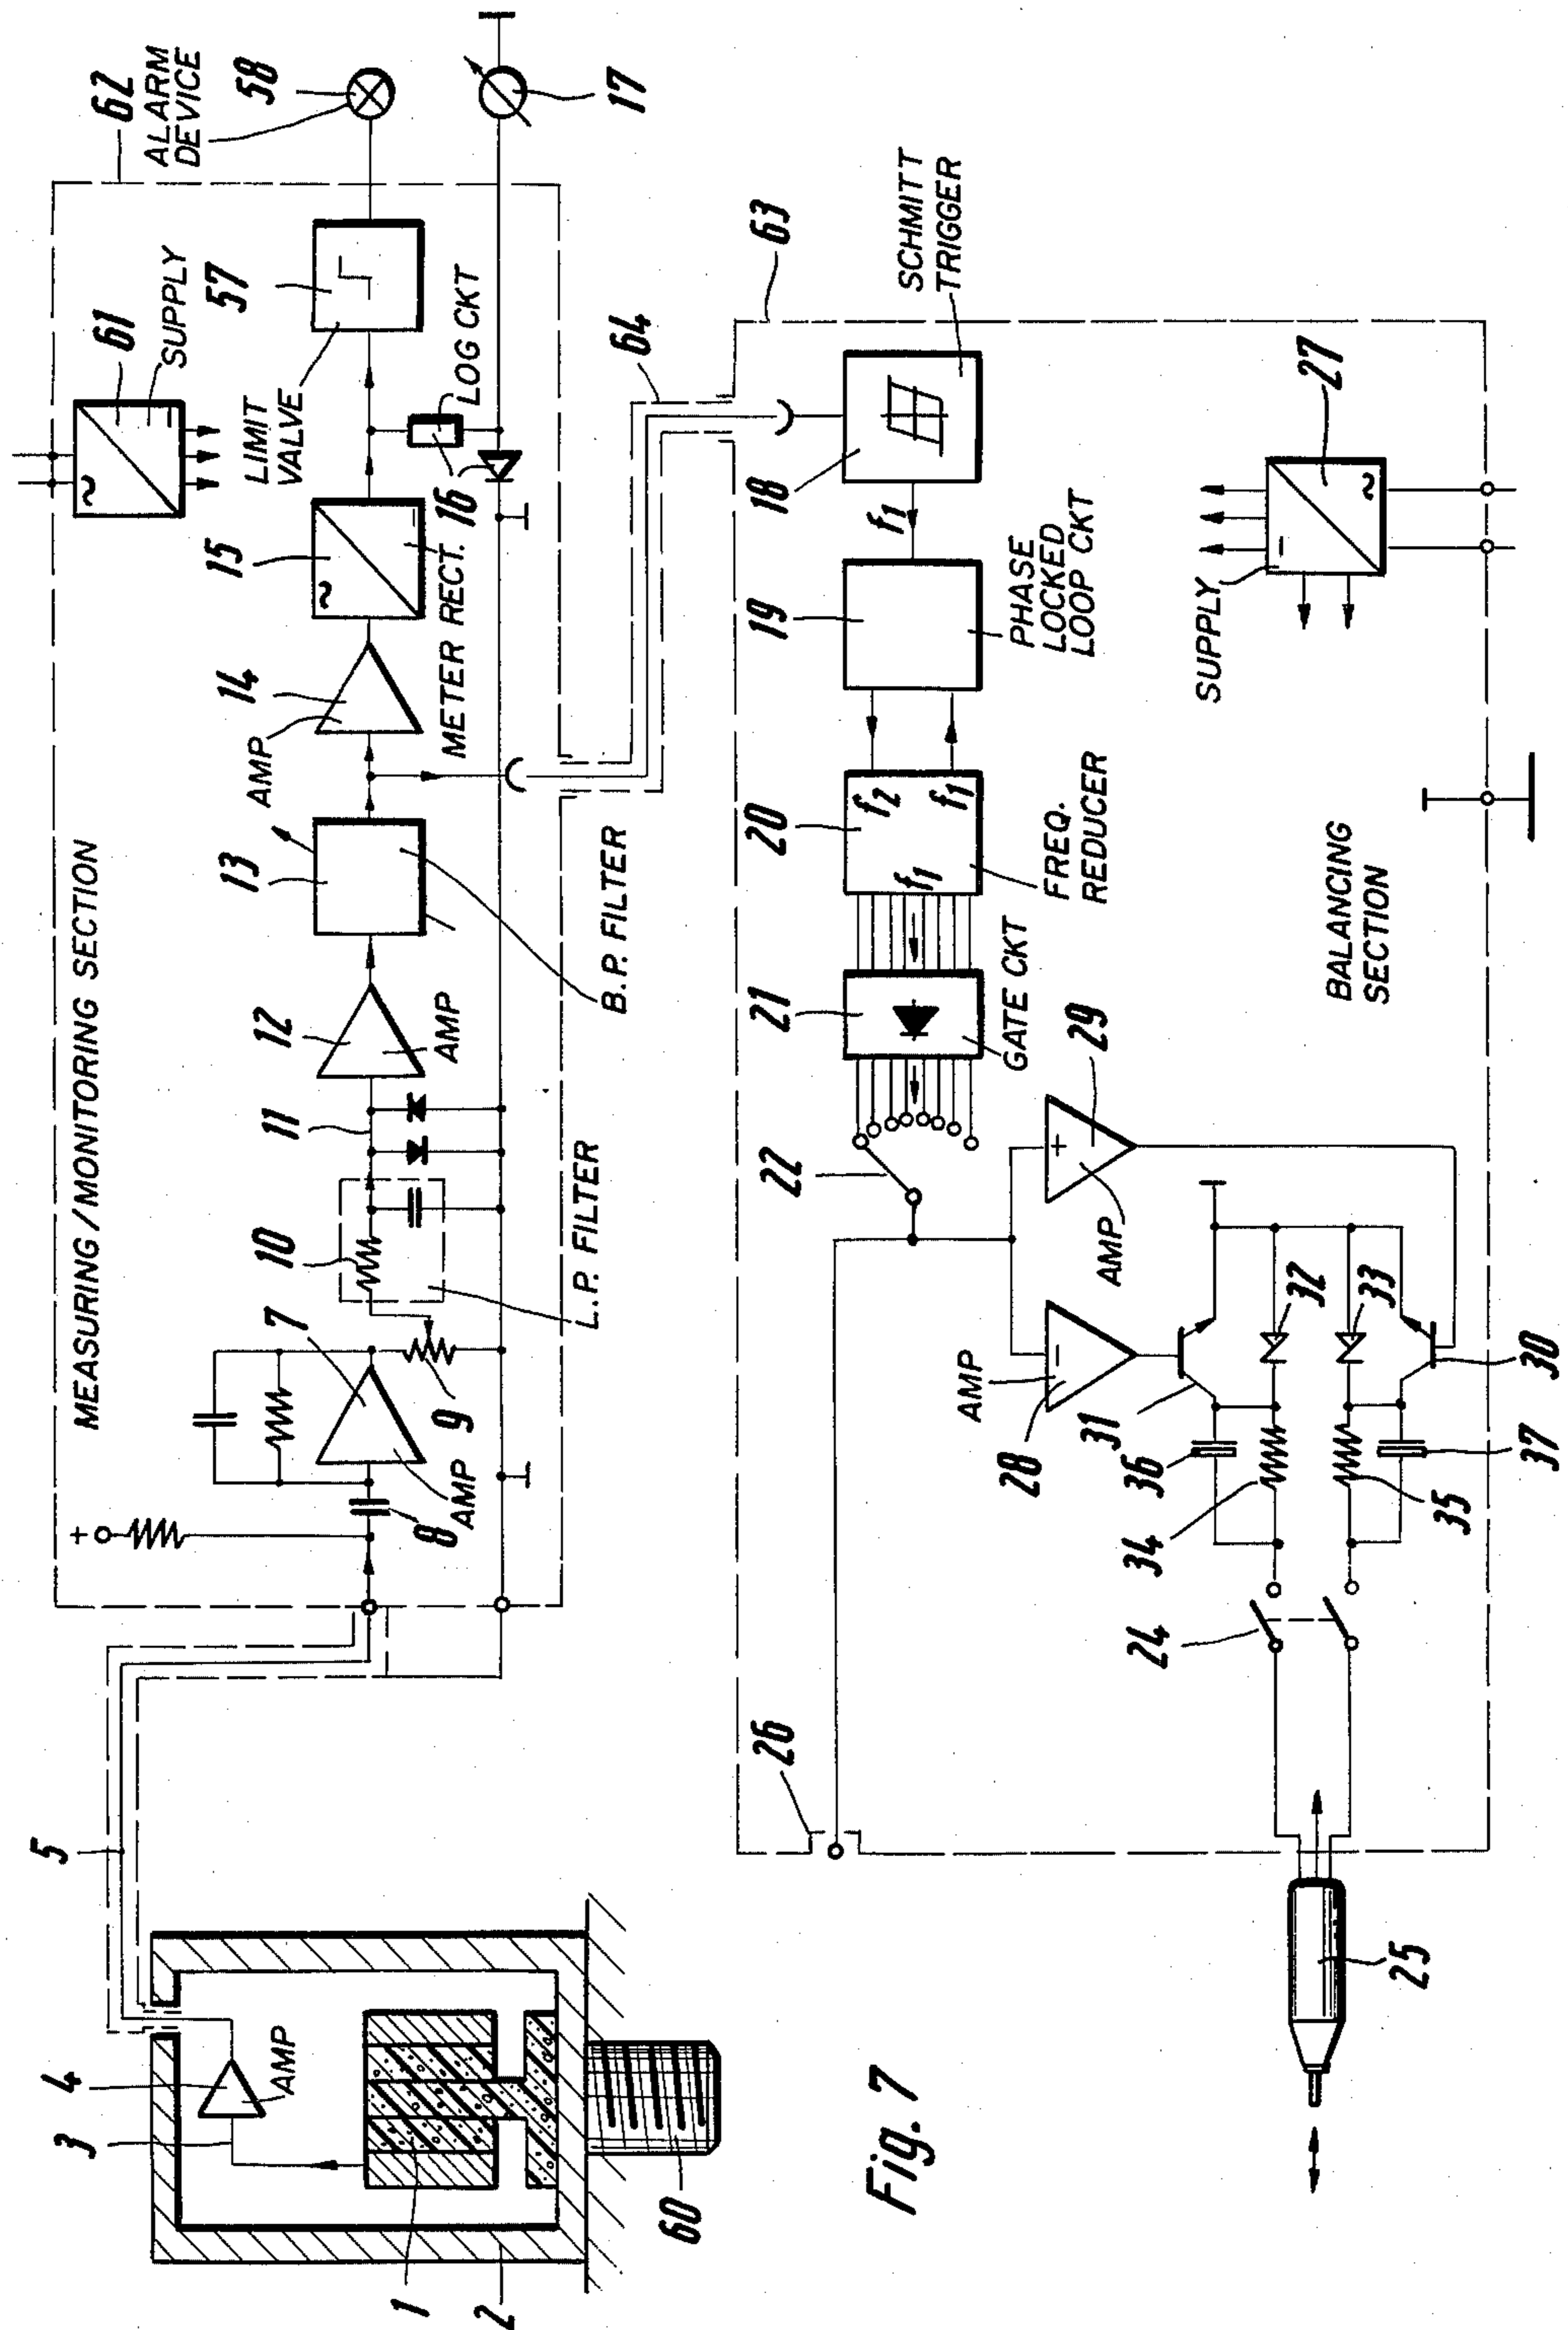 MEASURING/MONITORING SECTION
62
ALARM
DEVICE
58
61
SUPPLY
~
–
LIMIT
VALVE
57
17
LOG CKT
16
15
~
–
METER RECT.
14
AMP
13
B.P. FILTER
12
AMP
11
10
L.P. FILTER
7
9
AMP
8
+
5
4
AMP
3
1
2
60
64
63
SCHMITT
TRIGGER
18
f1
19
PHASE
LOCKED
LOOP CKT
20
f2
f1
f1
FREQ.
REDUCER
21
GATE CKT
22
29
+
AMP
28
–
AMP
31
36
34
32
33
30
35
37
24
26
25
27
~
–
SUPPLY
BALANCING
SECTION
Fig. 7